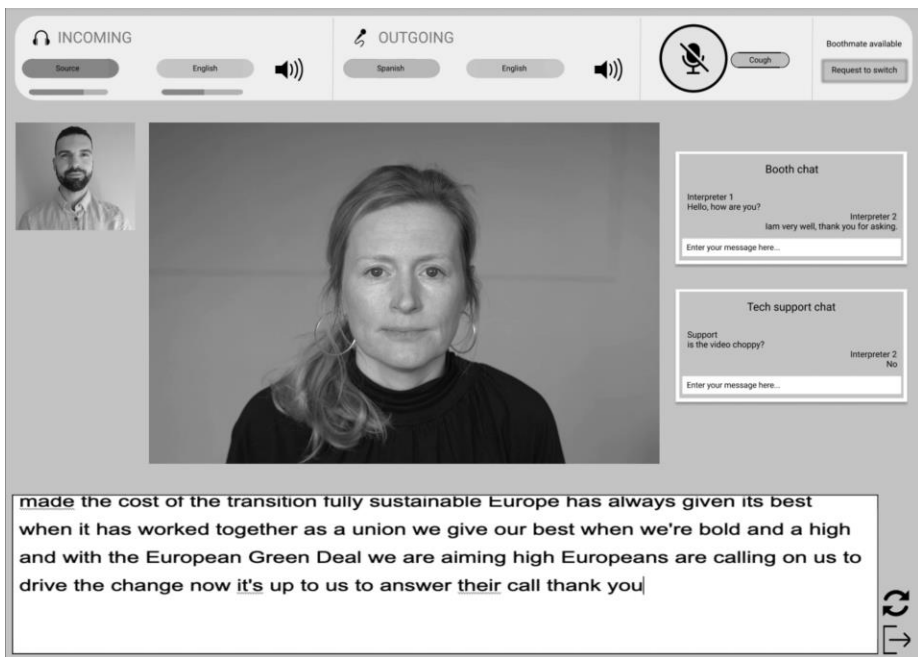 INCOMING
OUTGOING
Boothmate available
Source
English
Spanish
English
Cough
Request to switch
Booth chat
Interpreter 1
Hello, how are you?
Interpreter 2
Iam very well, thank you for asking.
Enter your message here...
Tech support chat
Support
is the video choppy?
Interpreter 2
No
Enter your message here...
made the cost of the transition fully sustainable Europe has always given its best
when it has worked together as a union we give our best when we're bold and a high
and with the European Green Deal we are aiming high Europeans are calling on us to
drive the change now it's up to us to answer their call thank you